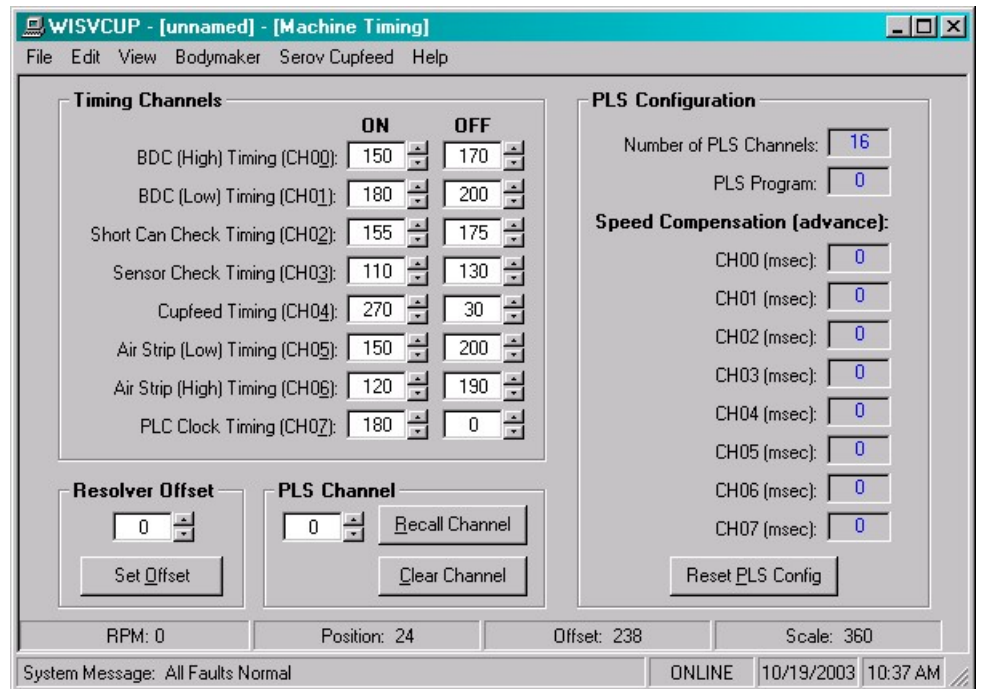 WISVCUP - [unnamed] - [Machine Timing]
File Edit View Bodymaker Serov Cupfeed Help
Timing Channels
ON OFF
BDC (High) Timing (CH00): 150 170
BDC (Low) Timing (CH01): 180 200
Short Can Check Timing (CH02): 155 175
Sensor Check Timing (CH03): 110 130
Cupfeed Timing (CH04): 270 30
Air Strip (Low) Timing (CH05): 150 200
Air Strip (High) Timing (CH06): 120 190
PLC Clock Timing (CH07): 180 0
Resolver Offset
0
Set Offset
PLS Channel
0 Recall Channel
Clear Channel
PLS Configuration
Number of PLS Channels: 16
PLS Program: 0
Speed Compensation (advance):
CH00 (msec): 0
CH01 (msec): 0
CH02 (msec): 0
CH03 (msec): 0
CH04 (msec): 0
CH05 (msec): 0
CH06 (msec): 0
CH07 (msec): 0
Reset PLS Config
RPM: 0 Position: 24 Offset: 238 Scale: 360
System Message: All Faults Normal ONLINE 10/19/2003 10:37 AM